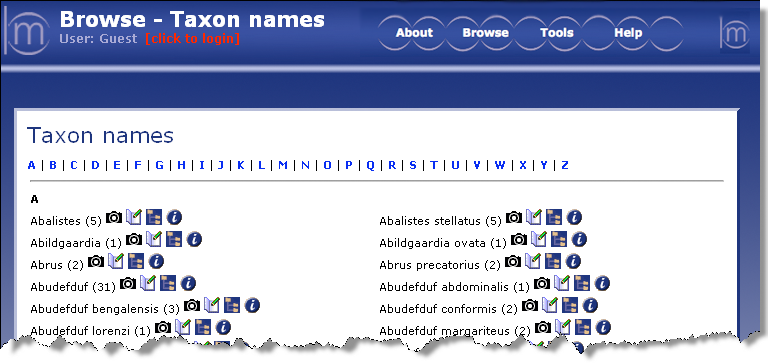 m
Browse - Taxon names
User: Guest [click to login]
About Browse Tools Help
m
Taxon names
A | B | C | D | E | F | G | H | I | J | K | L | M | N | O | P | Q | R | S | T | U | V | W | X | Y | Z
A
Abalistes (5) Abalistes stellatus (5)
Abildgaardia (1) Abildgaardia ovata (1)
Abrus (2) Abrus precatorius (2)
Abudefduf (31) Abudefduf abdominalis (1)
Abudefduf bengalensis (3) Abudefduf conformis (2)
Abudefduf lorenzi (1) Abudefduf margariteus (2)